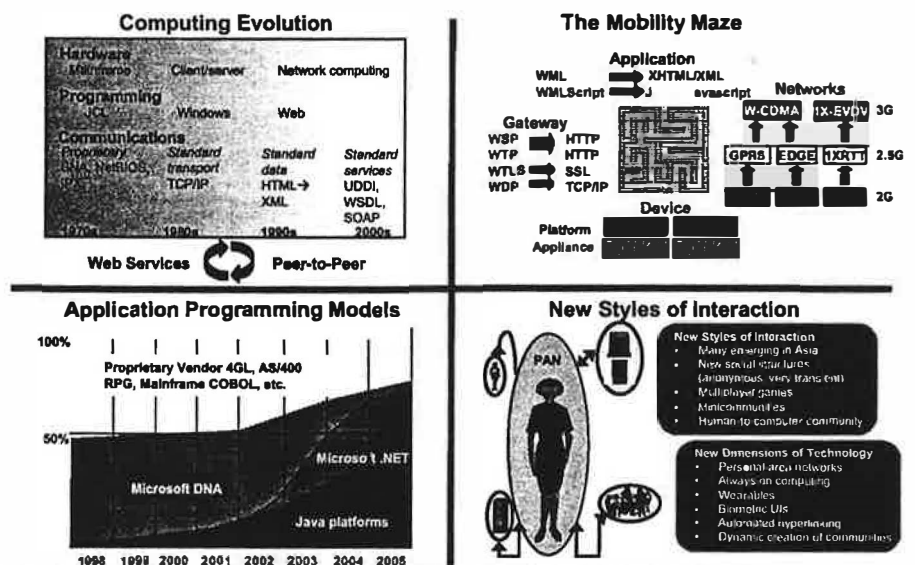 Computing Evolution
Hardware
Mainframe Client/server Network computing
Programming
JCL Windows Web
Communications
Proprietary Standard Standard Standard
SNA, NetBIOS, transport data services
IPX TCP/IP HTML→ UDDI,
XML WSDL,
SOAP
1970s 1980s 1990s 2000s
Web Services Peer-to-Peer
The Mobility Maze
Application
WML XHTML/XML
WMLScript J avascript
Networks
W-CDMA 1X-EVDV 3G
GPRS EDGE 1XRTT 2.5G
2G
Gateway
WSP HTTP
WTP HTTP
WTLS SSL
WDP TCP/IP
Device
Platform
Appliance
Application Programming Models
100%
Proprietary Vendor 4GL, AS/400
RPG, Mainframe COBOL, etc.
50%
Microsoft .NET
Microsoft DNA
Java platforms
1998 1999 2000 2001 2002 2003 2004 2005
New Styles of Interaction
PAN
New Styles of Interaction
• Many emerging in Asia
• New social structures
(anonymous, very transient)
• Multiplayer games
• Minicommunities
• Human to computer community
New Dimensions of Technology
• Personal-area networks
• Always on computing
• Wearables
• Biometric UIs
• Automated hyperlinking
• Dynamic creation of communities